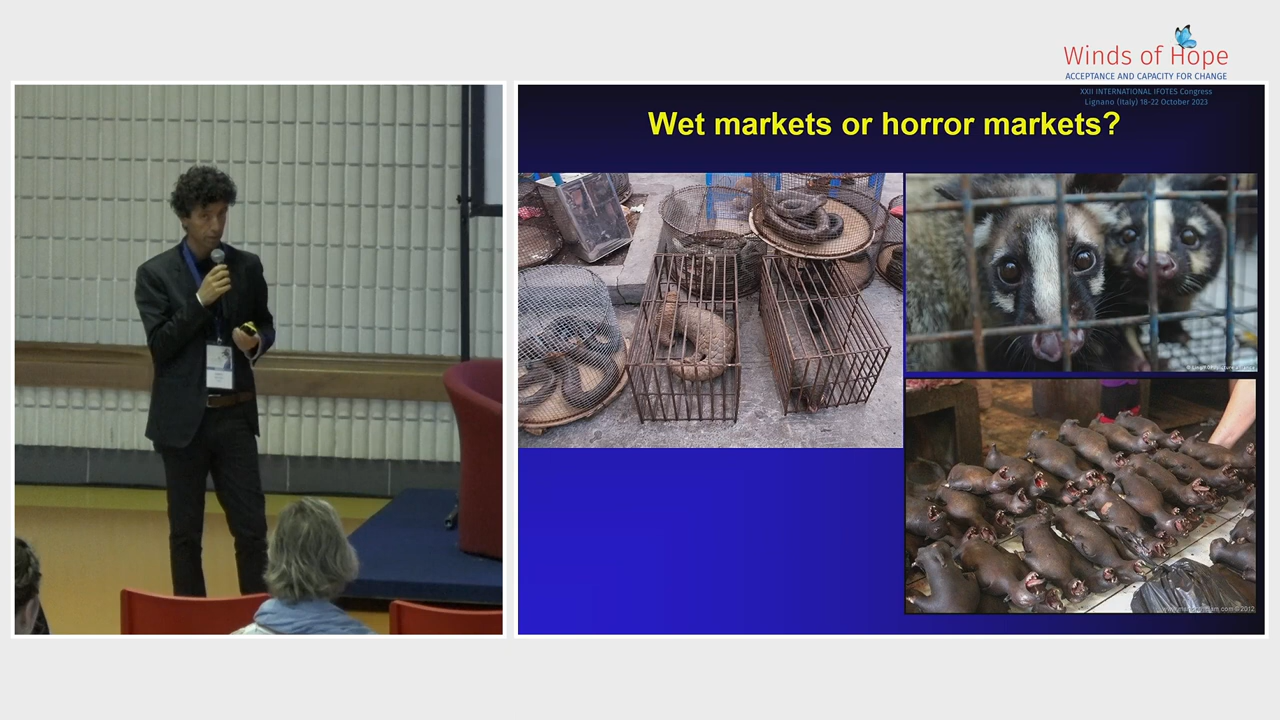 Winds of Hope
ACCEPTANCE AND CAPACITY FOR CHANGE
XXII INTERNATIONAL IFOTES Congress
Lignano (Italy) 18-22 October 2023
Wet markets or horror markets?